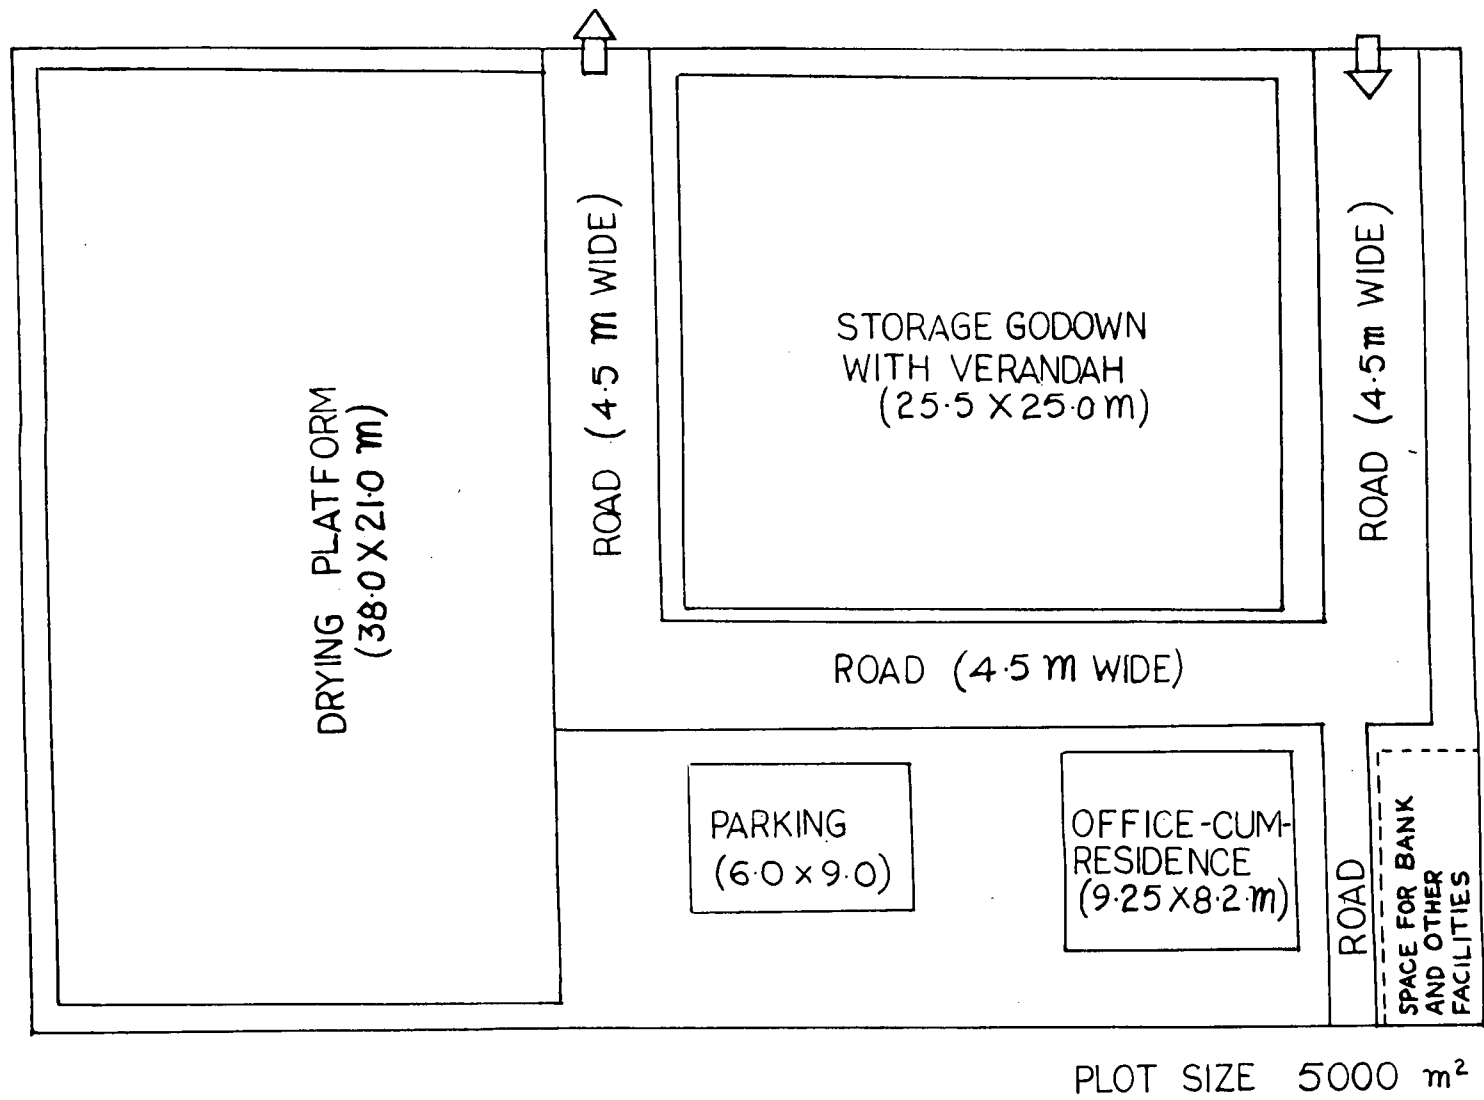 DRYING PLATFORM
(38.0 X 21.0 m)
ROAD (4.5 m WIDE)
STORAGE GODOWN
WITH VERANDAH
(25.5 X 25.0 m)
ROAD (4.5 m WIDE)
ROAD (4.5 m WIDE)
PARKING
(6.0 x 9.0)
OFFICE-CUM-
RESIDENCE
(9.25 X 8.2 m)
ROAD
SPACE FOR BANK
AND OTHER
FACILITIES
PLOT SIZE 5000 m²